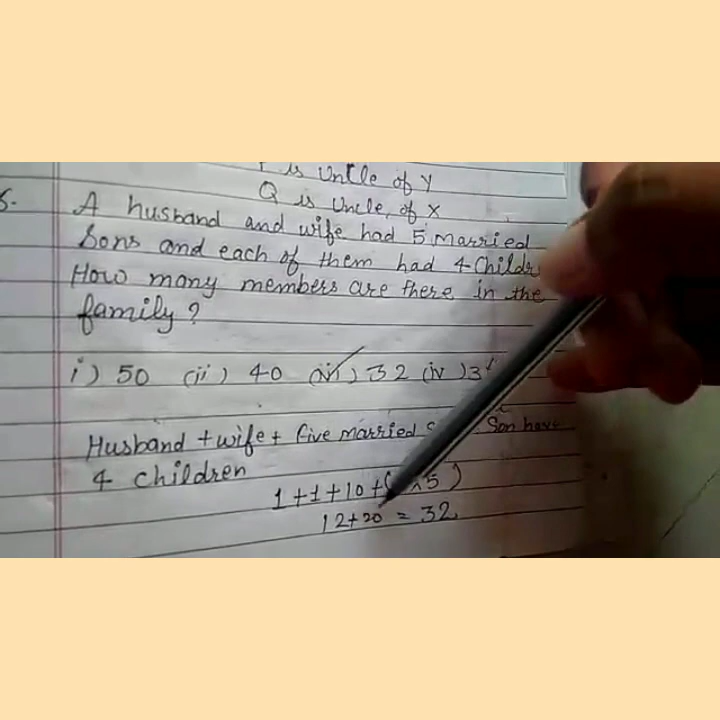 is Uncle of Y
Q is Uncle, of X
A husband and wife had 5 married
Sons and each of them had 4 Childr
How many members are there in the
family?
i) 50 (ii) 40 (iii) 32 (iv) 3
Husband + wife + five married Son have
4 children
1+1+10+( ×5)
12+20 = 32.